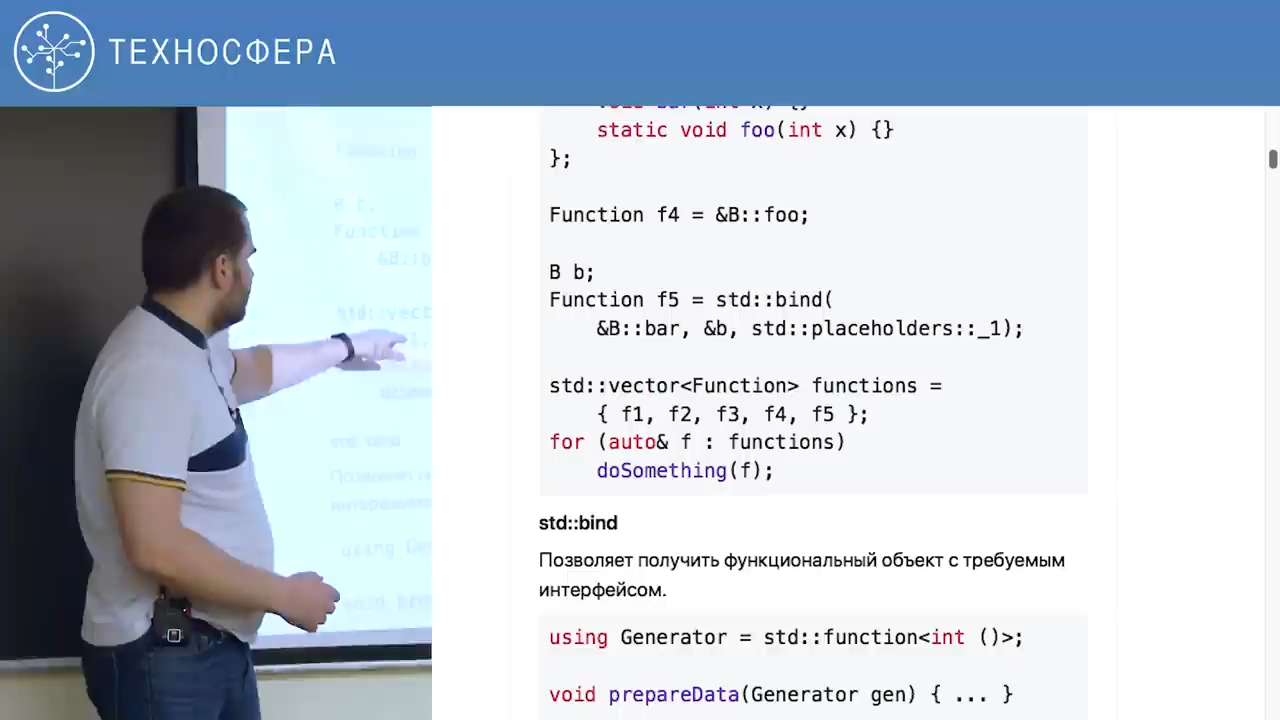 ТЕХНОСФЕРА
static void foo(int x) {}
};
Function f4 = &B::foo;
B b;
Function f5 = std::bind(
&B::bar, &b, std::placeholders::_1);
std::vector<Function> functions =
{ f1, f2, f3, f4, f5 };
for (auto& f : functions)
doSomething(f);
std::bind
Позволяет получить функциональный объект с требуемым
интерфейсом.
using Generator = std::function<int ()>;
void prepareData(Generator gen) { ... }